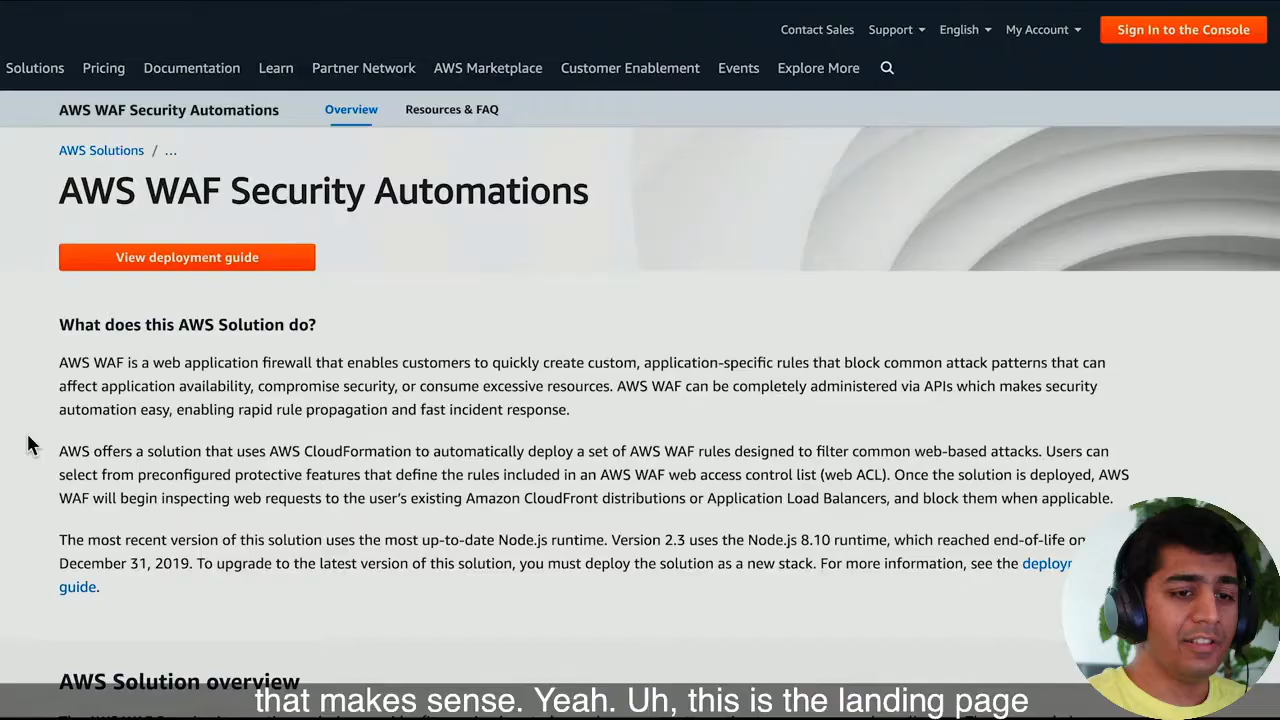 Contact Sales Support English My Account Sign In to the Console
Solutions Pricing Documentation Learn Partner Network AWS Marketplace Customer Enablement Events Explore More
AWS WAF Security Automations Overview Resources & FAQ
AWS Solutions / ...
AWS WAF Security Automations
View deployment guide
What does this AWS Solution do?
AWS WAF is a web application firewall that enables customers to quickly create custom, application-specific rules that block common attack patterns that can
affect application availability, compromise security, or consume excessive resources. AWS WAF can be completely administered via APIs which makes security
automation easy, enabling rapid rule propagation and fast incident response.
AWS offers a solution that uses AWS CloudFormation to automatically deploy a set of AWS WAF rules designed to filter common web-based attacks. Users can
select from preconfigured protective features that define the rules included in an AWS WAF web access control list (web ACL). Once the solution is deployed, AWS
WAF will begin inspecting web requests to the user's existing Amazon CloudFront distributions or Application Load Balancers, and block them when applicable.
The most recent version of this solution uses the most up-to-date Node.js runtime. Version 2.3 uses the Node.js 8.10 runtime, which reached end-of-life on
December 31, 2019. To upgrade to the latest version of this solution, you must deploy the solution as a new stack. For more information, see the
guide.
AWS Solution overview
that makes sense. Yeah. Uh, this is the landing page